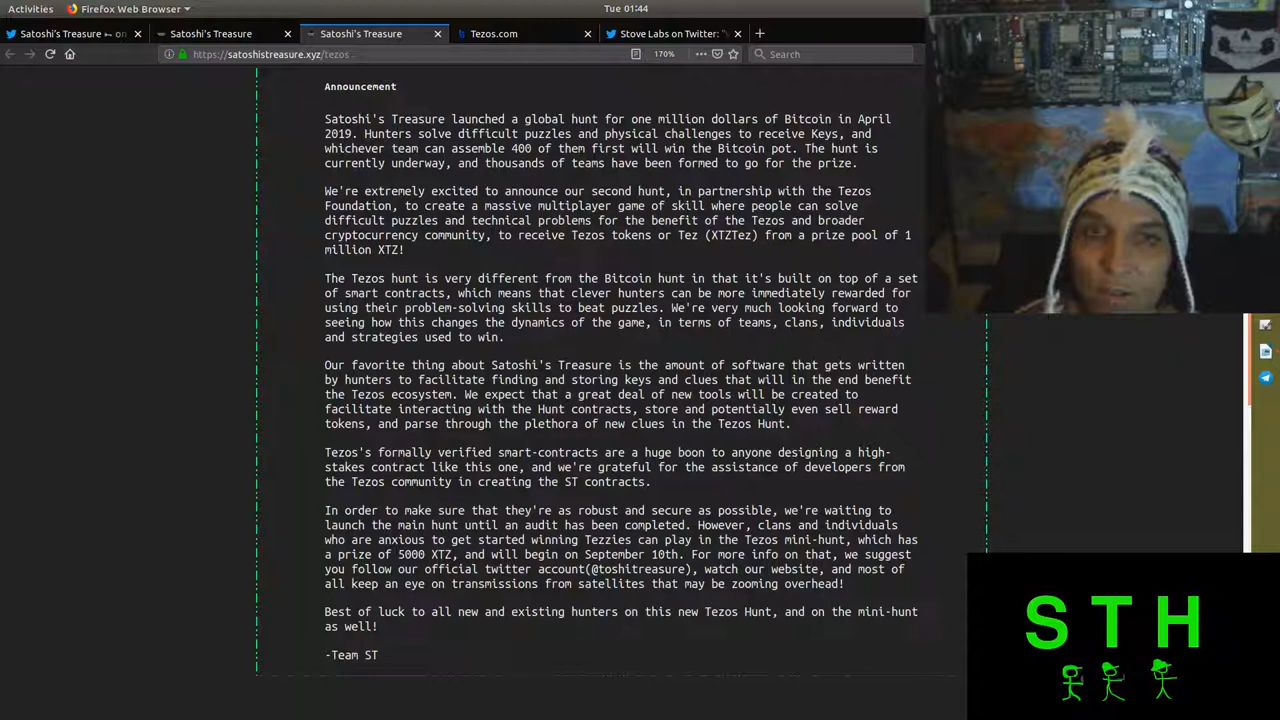 Activities
Firefox Web Browser
Tue 01:44
Satoshi's Treasure 🗝 on
Satoshi's Treasure
Satoshi's Treasure
Tezos.com
Stove Labs on Twitter: "
https://satoshistreasure.xyz/tezos
170%
Search
Announcement
Satoshi's Treasure launched a global hunt for one million dollars of Bitcoin in April
2019. Hunters solve difficult puzzles and physical challenges to receive Keys, and
whichever team can assemble 400 of them first will win the Bitcoin pot. The hunt is
currently underway, and thousands of teams have been formed to go for the prize.
We're extremely excited to announce our second hunt, in partnership with the Tezos
Foundation, to create a massive multiplayer game of skill where people can solve
difficult puzzles and technical problems for the benefit of the Tezos and broader
cryptocurrency community, to receive Tezos tokens or Tez (XTZTez) from a prize pool of 1
million XTZ!
The Tezos hunt is very different from the Bitcoin hunt in that it's built on top of a set
of smart contracts, which means that clever hunters can be more immediately rewarded for
using their problem-solving skills to beat puzzles. We're very much looking forward to
seeing how this changes the dynamics of the game, in terms of teams, clans, individuals
and strategies used to win.
Our favorite thing about Satoshi's Treasure is the amount of software that gets written
by hunters to facilitate finding and storing keys and clues that will in the end benefit
the Tezos ecosystem. We expect that a great deal of new tools will be created to
facilitate interacting with the Hunt contracts, store and potentially even sell reward
tokens, and parse through the plethora of new clues in the Tezos Hunt.
Tezos's formally verified smart-contracts are a huge boon to anyone designing a high-
stakes contract like this one, and we're grateful for the assistance of developers from
the Tezos community in creating the ST contracts.
In order to make sure that they're as robust and secure as possible, we're waiting to
launch the main hunt until an audit has been completed. However, clans and individuals
who are anxious to get started winning Tezzies can play in the Tezos mini-hunt, which has
a prize of 5000 XTZ, and will begin on September 10th. For more info on that, we suggest
you follow our official twitter account(@toshitreasure), watch our website, and most of
all keep an eye on transmissions from satellites that may be zooming overhead!
Best of luck to all new and existing hunters on this new Tezos Hunt, and on the mini-hunt
as well!
-Team ST
STH